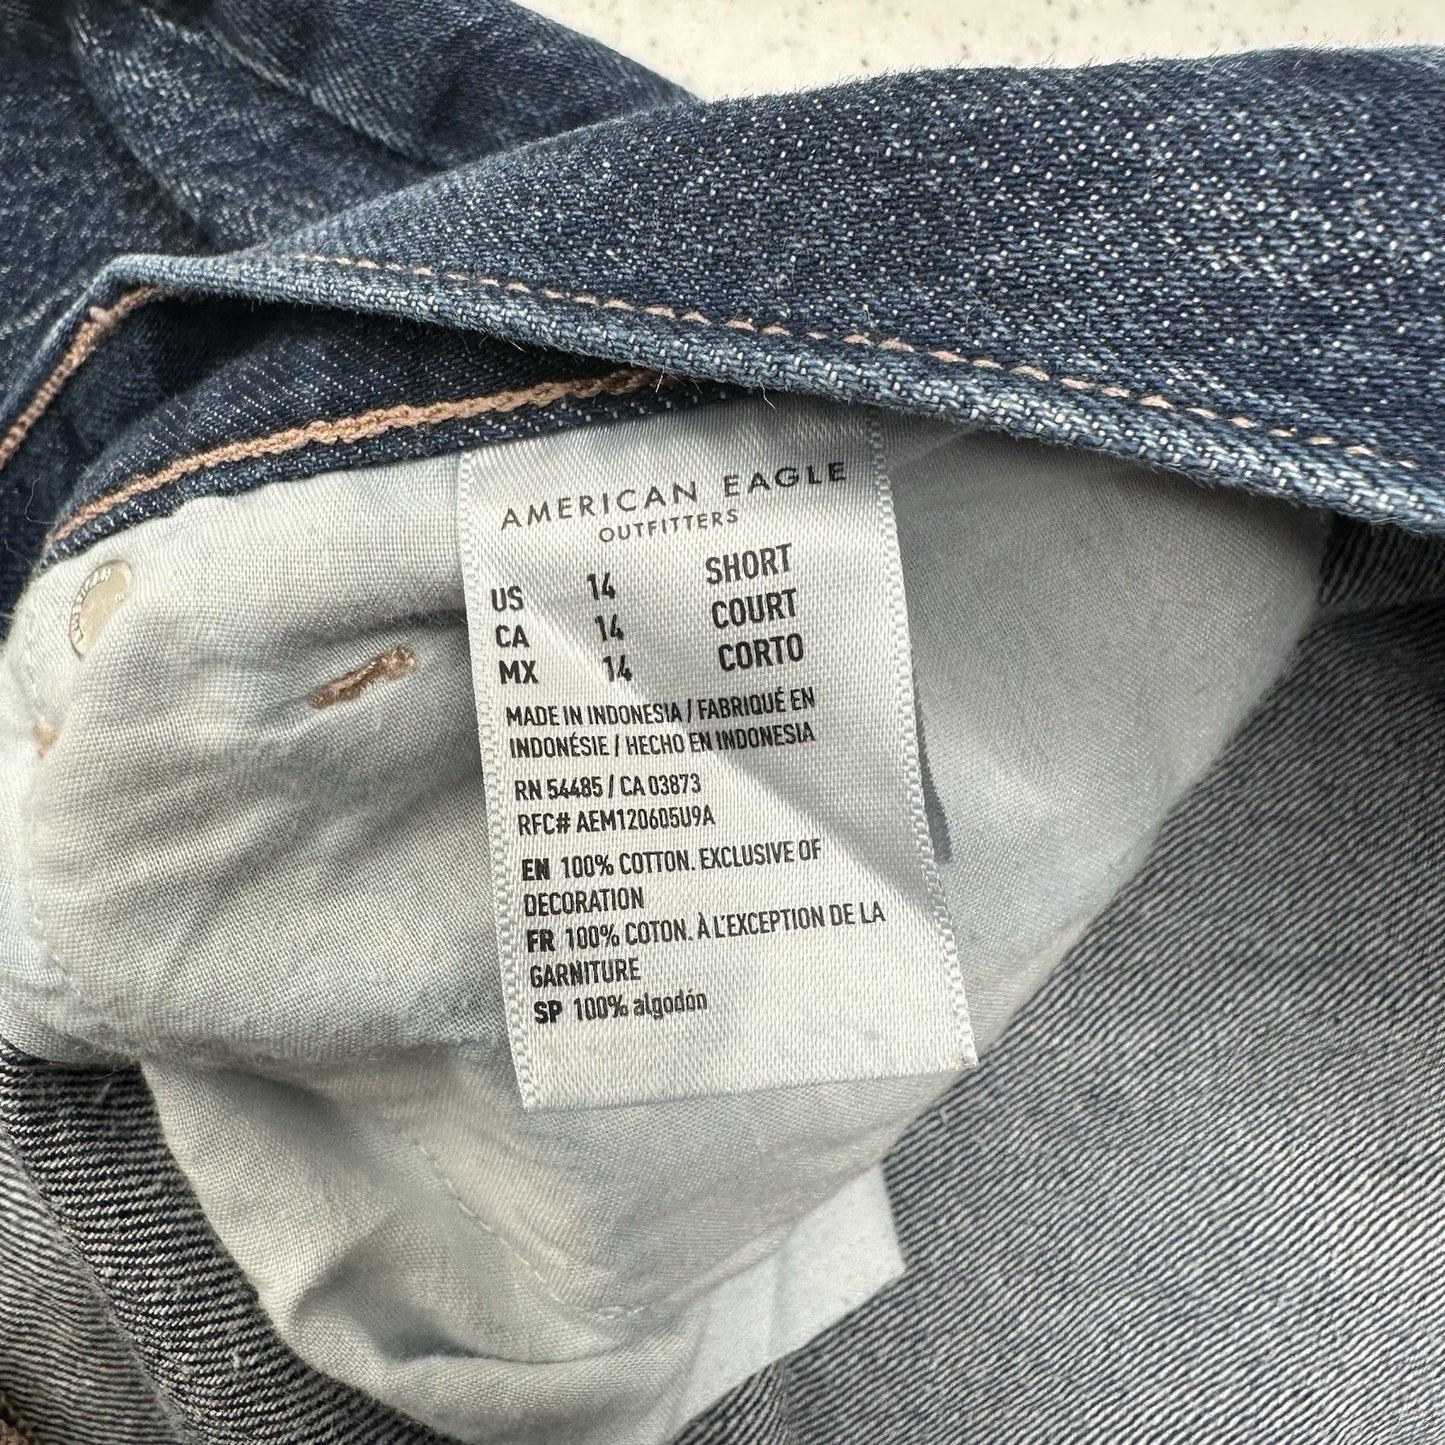 AMERICAN EAGLE
OUTFITTERS
US 14 SHORT
CA 14 COURT
MX 14 CORTO
MADE IN INDONESIA / FABRIQUÉ EN
INDONÉSIE / HECHO EN INDONESIA
RN 54485 / CA 03873
RFC# AEM120605U9A
EN 100% COTTON. EXCLUSIVE OF
DECORATION
FR 100% COTON. À L'EXCEPTION DE LA
GARNITURE
SP 100% algodón